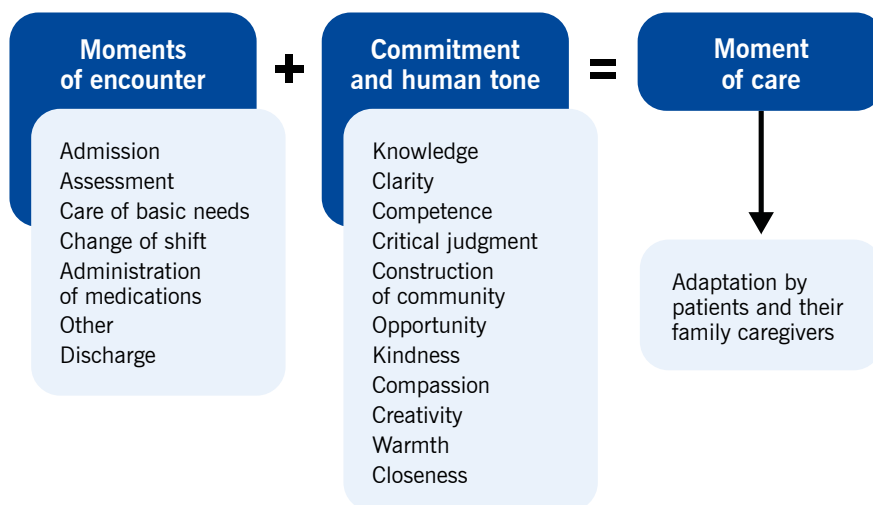 Moments
of encounter
+
Commitment
and human tone
=
Moment
of care
Admission
Assessment
Care of basic needs
Change of shift
Administration
of medications
Other
Discharge
Knowledge
Clarity
Competence
Critical judgment
Construction
of community
Opportunity
Kindness
Compassion
Creativity
Warmth
Closeness
Adaptation by
patients and their
family caregivers